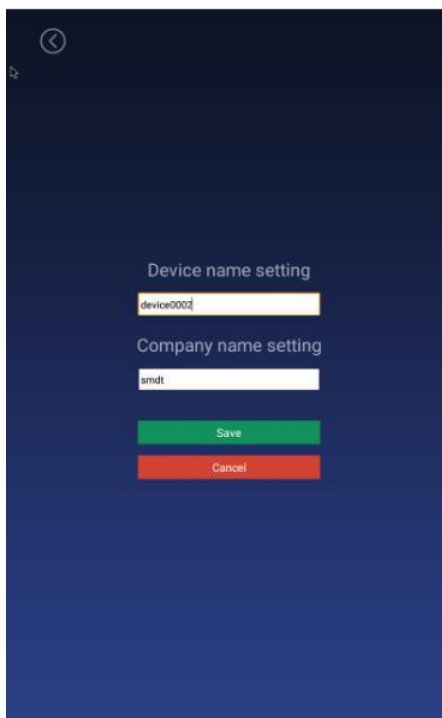 Device name setting
device0002
Company name setting
smdt
Save
Cancel